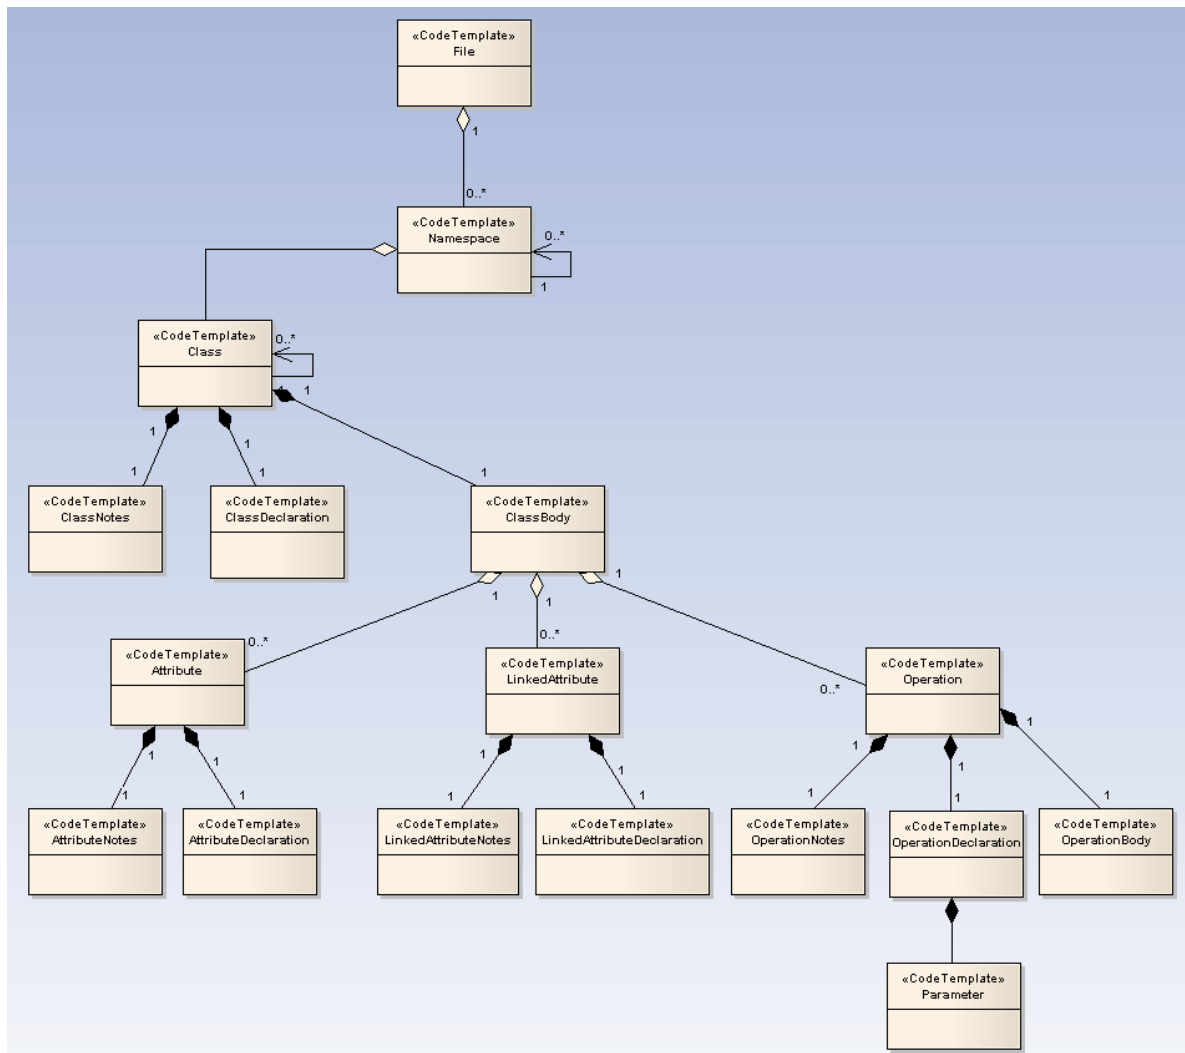 «CodeTemplate»
File
1
0..*
«CodeTemplate»
Namespace
0..*
1
«CodeTemplate»
Class
0..*
1
1
1
1
1
1
1
«CodeTemplate»
ClassNotes
«CodeTemplate»
ClassDeclaration
«CodeTemplate»
ClassBody
1
1
1
0..*
0..*
0..*
«CodeTemplate»
Attribute
«CodeTemplate»
LinkedAttribute
«CodeTemplate»
Operation
1
1
1
1
1
1
1
1
1
1
1
1
1
1
«CodeTemplate»
AttributeNotes
«CodeTemplate»
AttributeDeclaration
«CodeTemplate»
LinkedAttributeNotes
«CodeTemplate»
LinkedAttributeDeclaration
«CodeTemplate»
OperationNotes
«CodeTemplate»
OperationDeclaration
«CodeTemplate»
OperationBody
«CodeTemplate»
Parameter